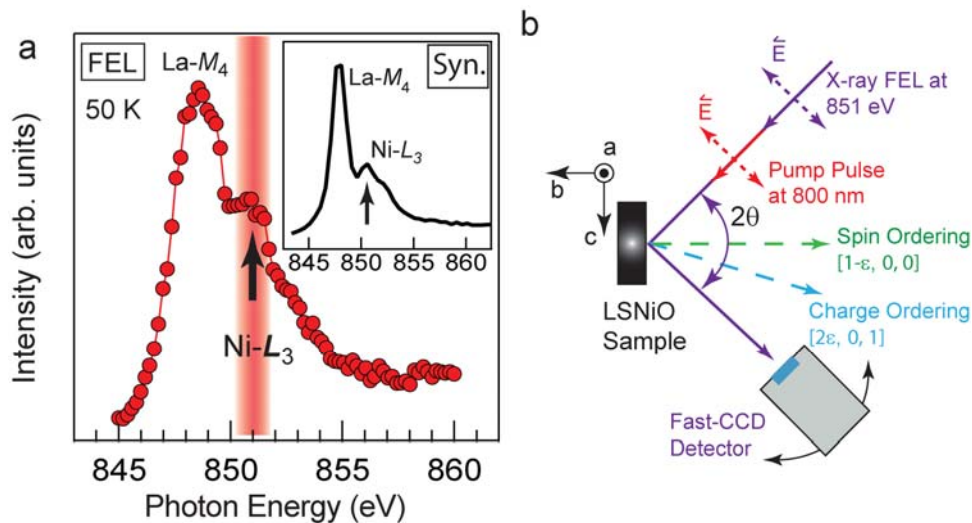 a
FEL
La-M₄
50 K
Syn.
La-M₄
Ni-L₃
845 850 855 860
Ni-L₃
Intensity (arb. units)
845 850 855 860
Photon Energy (eV)
b
E
X-ray FEL at
851 eV
E
Pump Pulse
at 800 nm
a
b
c
2θ
Spin Ordering
[1-ε, 0, 0]
Charge Ordering
[2ε, 0, 1]
LSNiO
Sample
Fast-CCD
Detector